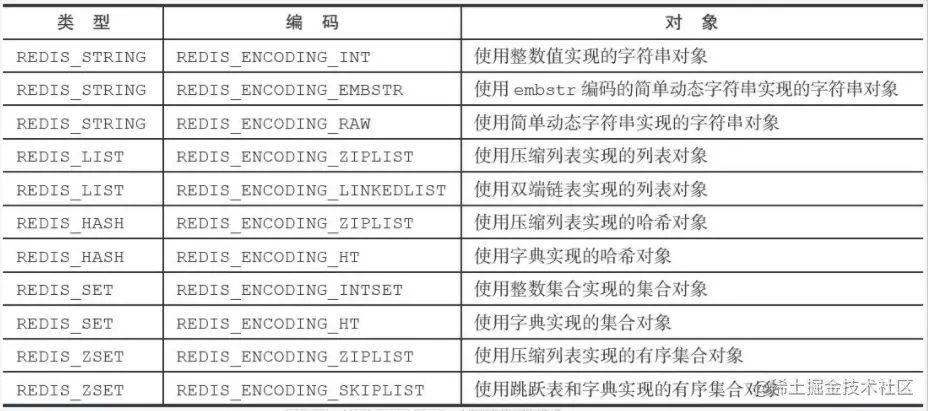 类 型 编 码 对 象
REDIS_STRING REDIS_ENCODING_INT 使用整数值实现的字符串对象
REDIS_STRING REDIS_ENCODING_EMBSTR 使用 embstr 编码的简单动态字符串实现的字符串对象
REDIS_STRING REDIS_ENCODING_RAW 使用简单动态字符串实现的字符串对象
REDIS_LIST REDIS_ENCODING_ZIPLIST 使用压缩列表实现的列表对象
REDIS_LIST REDIS_ENCODING_LINKEDLIST 使用双端链表实现的列表对象
REDIS_HASH REDIS_ENCODING_ZIPLIST 使用压缩列表实现的哈希对象
REDIS_HASH REDIS_ENCODING_HT 使用字典实现的哈希对象
REDIS_SET REDIS_ENCODING_INTSET 使用整数集合实现的集合对象
REDIS_SET REDIS_ENCODING_HT 使用字典实现的集合对象
REDIS_ZSET REDIS_ENCODING_ZIPLIST 使用压缩列表实现的有序集合对象
REDIS_ZSET REDIS_ENCODING_SKIPLIST 使用跳跃表和字典实现的有序集合对象
@稀土掘金技术社区